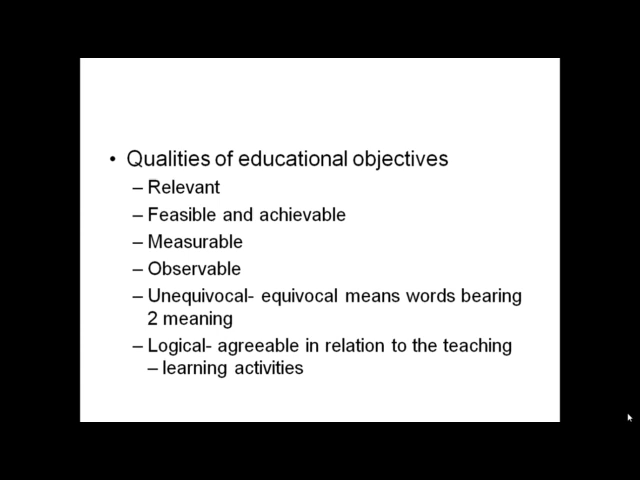 • Qualities of educational objectives
– Relevant
– Feasible and achievable
– Measurable
– Observable
– Unequivocal- equivocal means words bearing
2 meaning
– Logical- agreeable in relation to the teaching
– learning activities